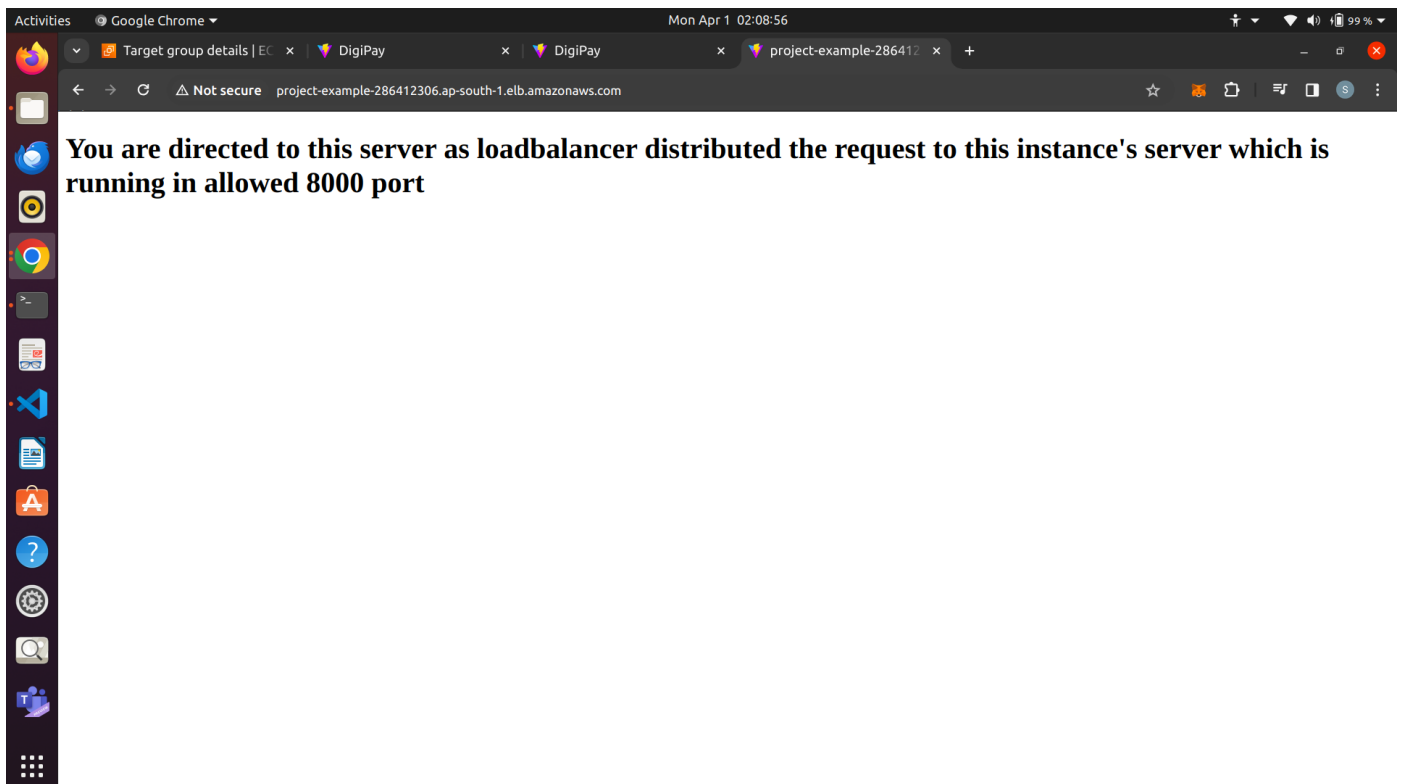 Activities Google Chrome Mon Apr 1 02:08:56 99 %
Target group details | EC DigiPay DigiPay project-example-286412
Not secure project-example-286412306.ap-south-1.elb.amazonaws.com S
You are directed to this server as loadbalancer distributed the request to this instance's server which is
running in allowed 8000 port